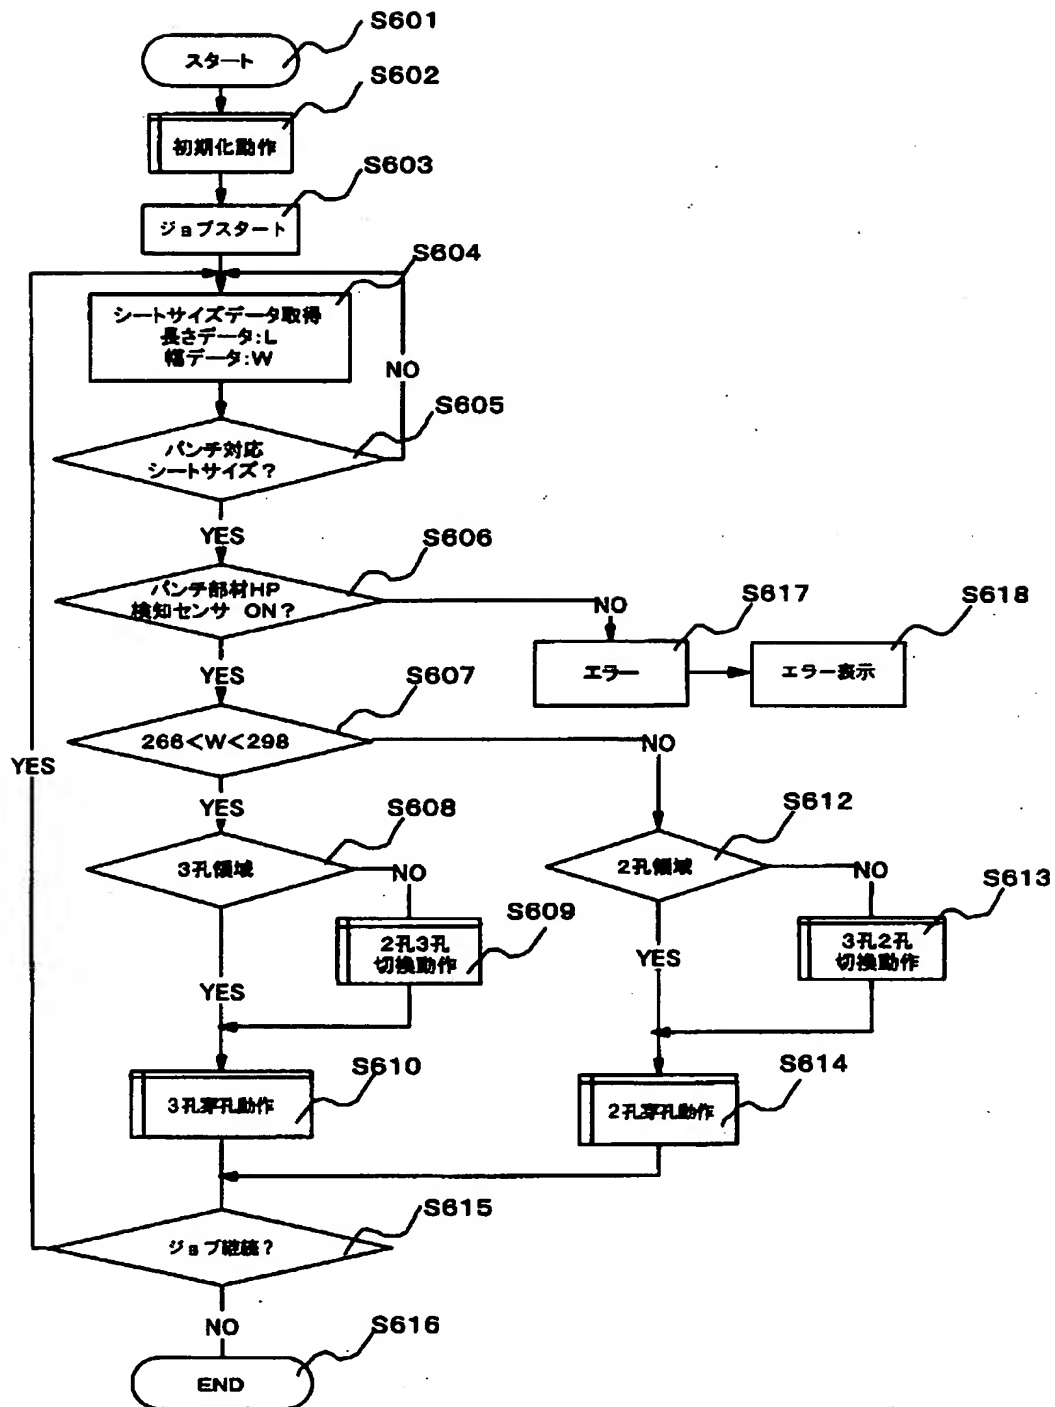 S601
スタート
S602
初期化動作
S603
ジョブスタート
S604
シートサイズデータ取得
長さデータ:L
幅データ:W
NO
S605
パンチ対応
シートサイズ?
YES
S606
パンチ部材HP
検知センサ ON?
NO
S617
エラー
S618
エラー表示
YES
S607
266<W<298
NO
YES
YES
S608
3孔領域
NO
S609
2孔3孔
切換動作
YES
S612
2孔領域
NO
S613
3孔2孔
切換動作
YES
S610
3孔穿孔動作
S614
2孔穿孔動作
S615
ジョブ継続?
NO
S616
END